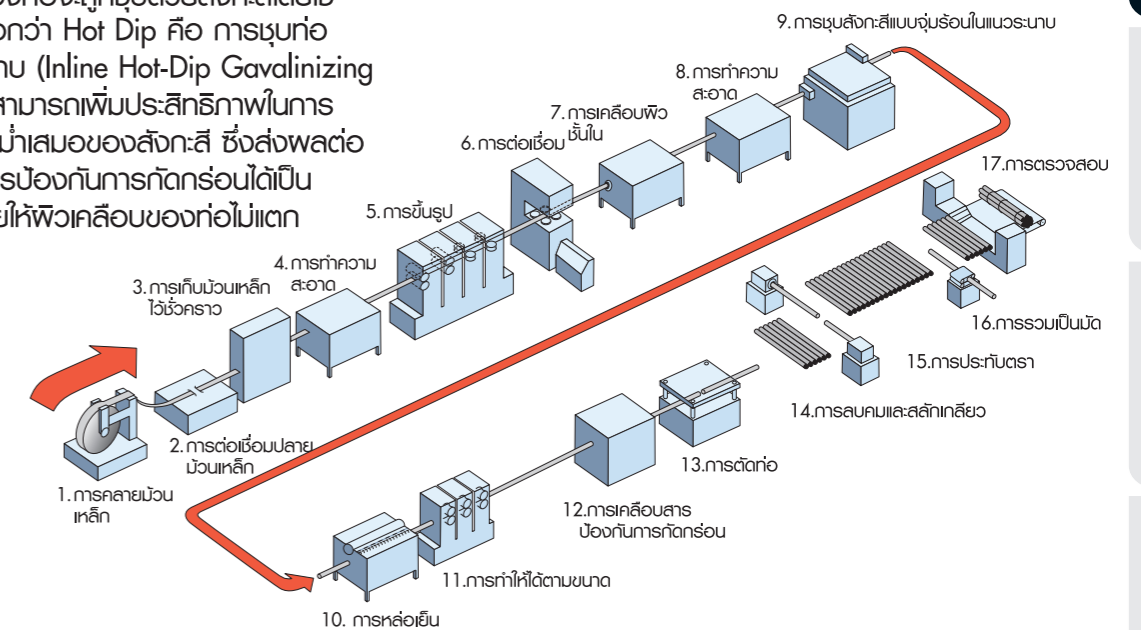 อกว่า Hot Dip คือ การชุบท่อ
าบ (Inline Hot-Dip Gavalinizing
สามารถเพิ่มประสิทธิภาพในการ
ม่ำเสมอของสังกะสี ซึ่งส่งผลต่อ
รป้องกันการกัดกร่อนได้เป็น
ยให้ผิวเคลือบของท่อไม่แตก
1.การคลายม้วน
เหล็ก
2.การต่อเชื่อมปลาย
ม้วนเหล็ก
3.การเก็บม้วนเหล็ก
ไว้ชั่วคราว
4.การทำความ
สะอาด
5.การขึ้นรูป
6.การต่อเชื่อม
7.การเคลือบผิว
ชั้นใน
8.การทำความ
สะอาด
9.การชุบสังกะสีแบบจุ่มร้อนในแนวระนาบ
10. การหล่อเย็น
11.การทำให้ได้ตามขนาด
12.การเคลือบสาร
ป้องกันการกัดกร่อน
13.การตัดท่อ
14.การลบคมและสลักเกลียว
15.การประทับตรา
16.การรวมเป็นมัด
17.การตรวจสอบ